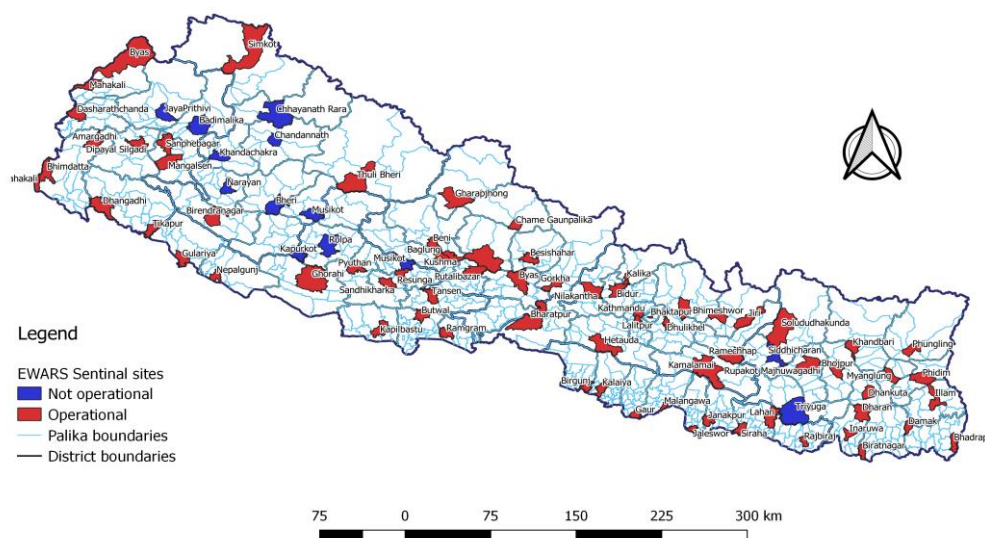 Simkot
Byas
Mahakali
Dasharathchanda
JayaPrithivi
Badimalika
Chhayanath Rara
Chandannath
Amargadhi
Sanphebagar
Dipayal Silgadi
Khandachakra
Mangalsen
Bhimdatta
Thuli Bheri
Narayan
Gharapjhong
Dhangadhi
Birendranagar
Bheri
Musikot
Chame Gaunpalika
Tikapur
Rolpa
Beni
Baglung
Besishahar
Kapurkot
Gulariya
Musikot
Kushma
Pyuthan
Nepalgunj
Ghorahi
Resunga
Putalibazar
Byas
Gorkha
Kalika
Sandhikharka
Tansen
Nilakantha
Bidur
Butwal
Bharatpur
Kathmandu
Bhaktapur
Bhimeshwor
Jiri
Solududhakunda
Kapilbastu
Ramgram
Lalitpur
Dhulikhel
Hetauda
Ramechhap
Siddhicharan
Khandbari
Phungling
Kamalamai
Rupakot
Majhuwagadhi
Bhojpur
Myanglung
Phidim
Birgunj
Kalaiya
Dhankuta
Illam
Malangawa
Gaur
Janakpur
Lahan
Triyuga
Dharan
Damak
Jaleswor
Siraha
Rajbiraj
Inaruwa
Biratnagar
Bhadrap
Legend
EWARS Sentinal sites
Not operational
Operational
Palika boundaries
District boundaries
75 0 75 150 225 300 km